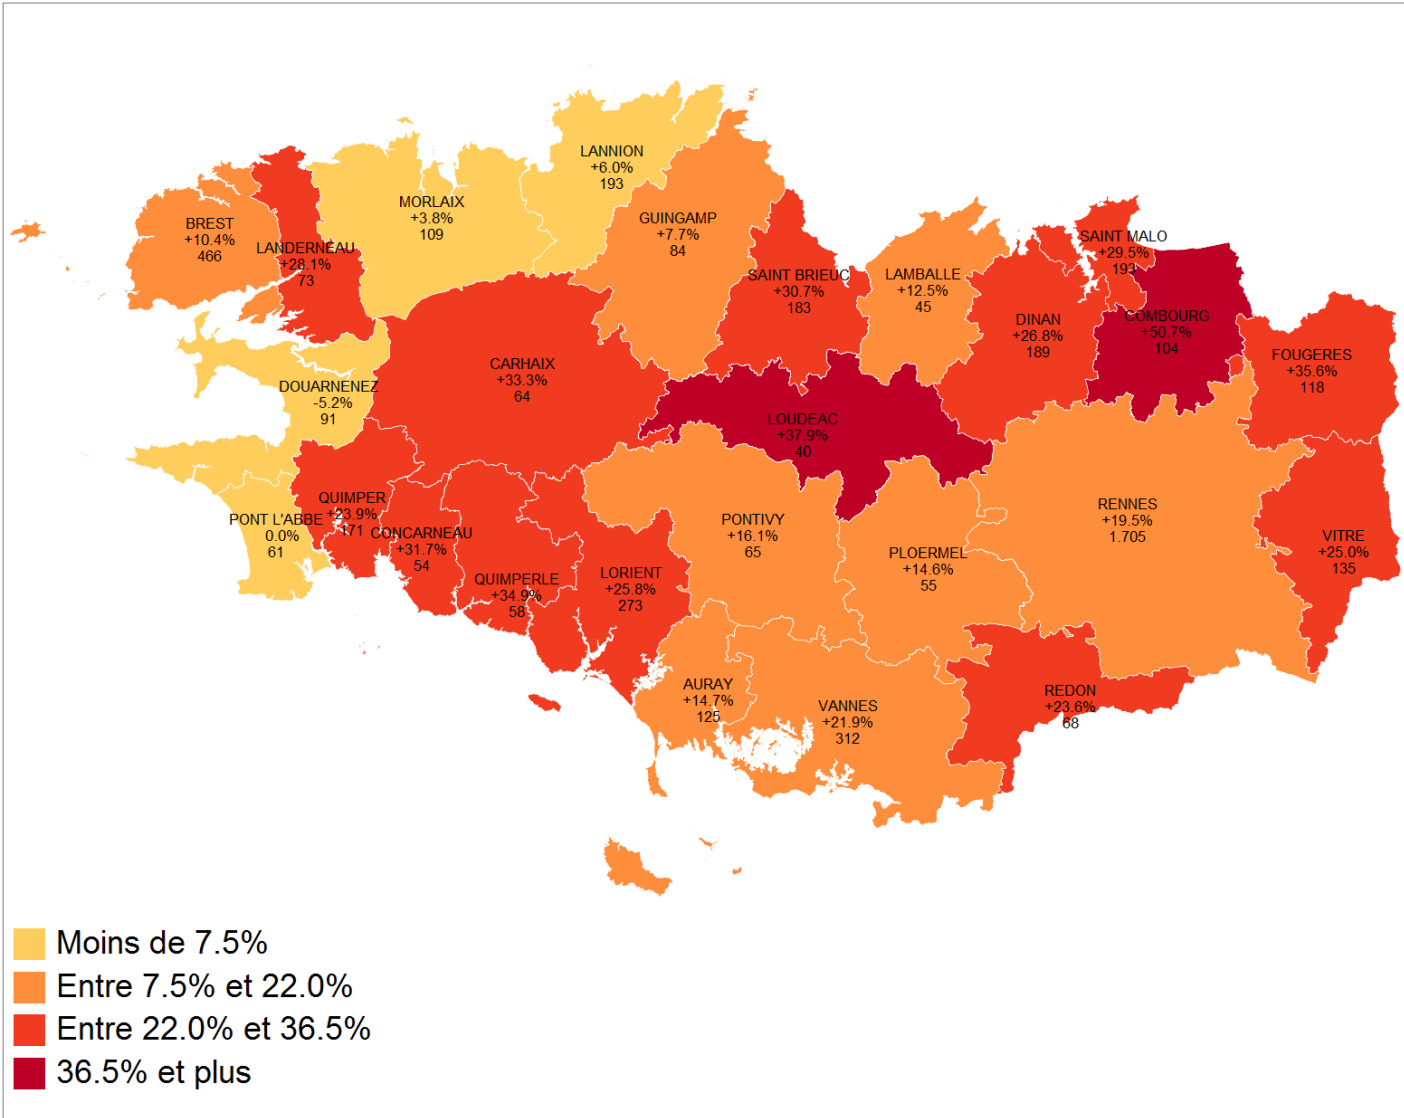 LANNION
+6.0%
193
MORLAIX
+3.8%
109
GUINGAMP
+7.7%
84
BREST
+10.4%
466
LANDERNEAU
+28.1%
73
SAINT BRIEUC
+30.7%
183
LAMBALLE
+12.5%
45
SAINT MALO
+29.5%
193
DINAN
+26.8%
189
COMBOURG
+50.7%
104
FOUGERES
+35.6%
118
CARHAIX
+33.3%
64
DOUARNENEZ
-5.2%
91
LOUDEAC
+37.9%
40
QUIMPER
+23.9%
171
PONT L'ABBE
0.0%
61
CONCARNEAU
+31.7%
54
QUIMPERLE
+34.9%
58
LORIENT
+25.8%
273
PONTIVY
+16.1%
65
PLOERMEL
+14.6%
55
RENNES
+19.5%
1.705
VITRE
+25.0%
135
AURAY
+14.7%
125
VANNES
+21.9%
312
REDON
+23.6%
68
Moins de 7.5%
Entre 7.5% et 22.0%
Entre 22.0% et 36.5%
36.5% et plus